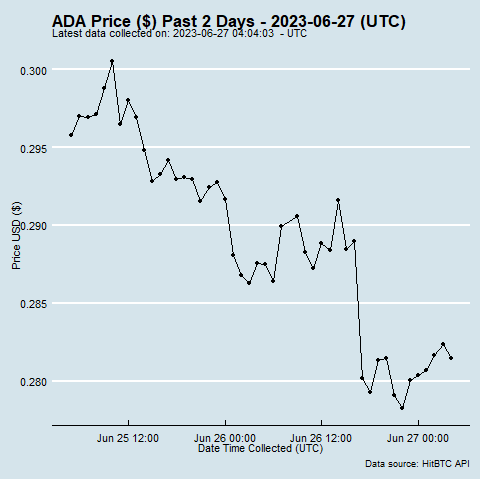 ADA Price ($) Past 2 Days - 2023-06-27 (UTC)
Latest data collected on: 2023-06-27 04:04:03 - UTC
0.300
0.295
0.290
0.285
0.280
Price USD ($)
Jun 25 12:00 Jun 26 00:00 Jun 26 12:00 Jun 27 00:00
Date Time Collected (UTC)
Data source: HitBTC API